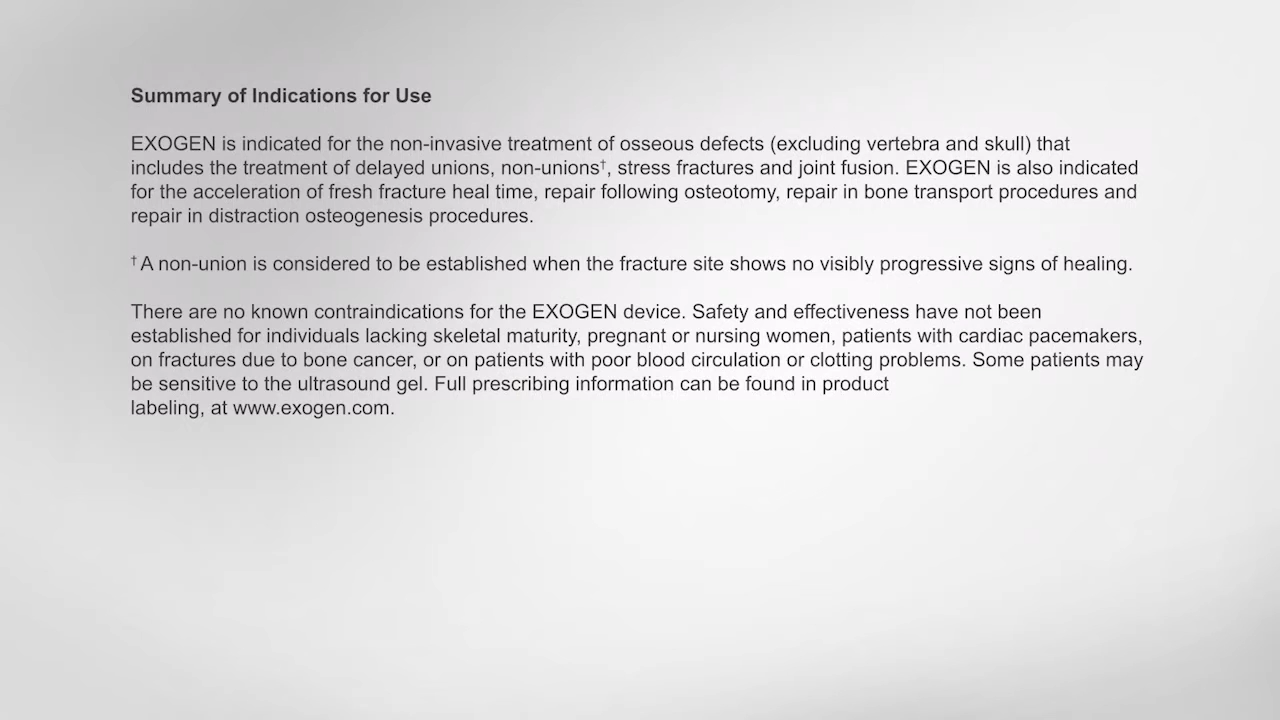 Summary of Indications for Use
EXOGEN is indicated for the non-invasive treatment of osseous defects (excluding vertebra and skull) that
includes the treatment of delayed unions, non-unions†, stress fractures and joint fusion. EXOGEN is also indicated
for the acceleration of fresh fracture heal time, repair following osteotomy, repair in bone transport procedures and
repair in distraction osteogenesis procedures.
† A non-union is considered to be established when the fracture site shows no visibly progressive signs of healing.
There are no known contraindications for the EXOGEN device. Safety and effectiveness have not been
established for individuals lacking skeletal maturity, pregnant or nursing women, patients with cardiac pacemakers,
on fractures due to bone cancer, or on patients with poor blood circulation or clotting problems. Some patients may
be sensitive to the ultrasound gel. Full prescribing information can be found in product
labeling, at www.exogen.com.